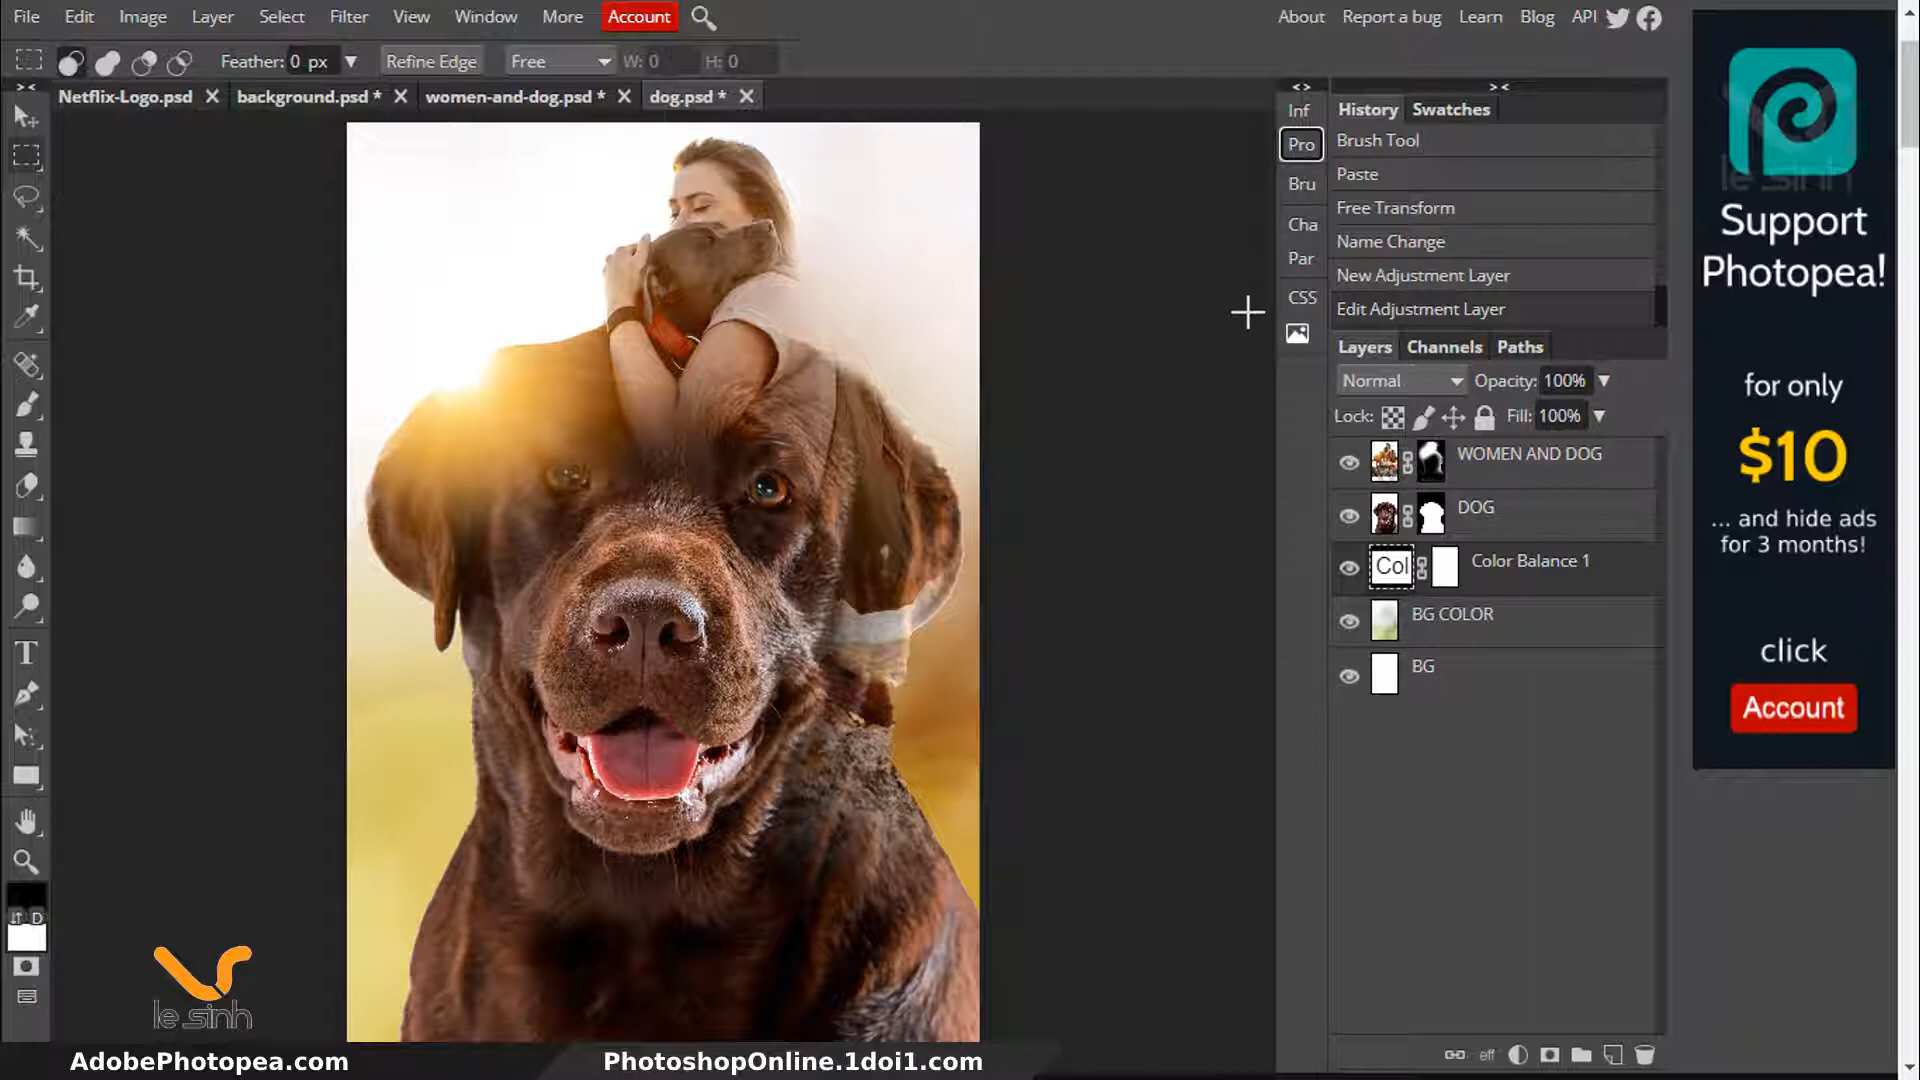 File Edit Image Layer Select Filter View Window More Account
About Report a bug Learn Blog API
Feather: 0 px Refine Edge Free W: 0 H: 0
Netflix-Logo.psd background.psd * women-and-dog.psd * dog.psd *
Inf
Pro
Bru
Cha
Par
CSS
History Swatches
Brush Tool
Paste
Free Transform
Name Change
New Adjustment Layer
Edit Adjustment Layer
Layers Channels Paths
Normal Opacity: 100%
Lock: Fill: 100%
WOMEN AND DOG
DOG
Col Color Balance 1
BG COLOR
BG
eff
le sinh
Support
Photopea!
for only
$10
... and hide ads
for 3 months!
click
Account
T
D
le sinh
AdobePhotopea.com
PhotoshopOnline.1doi1.com